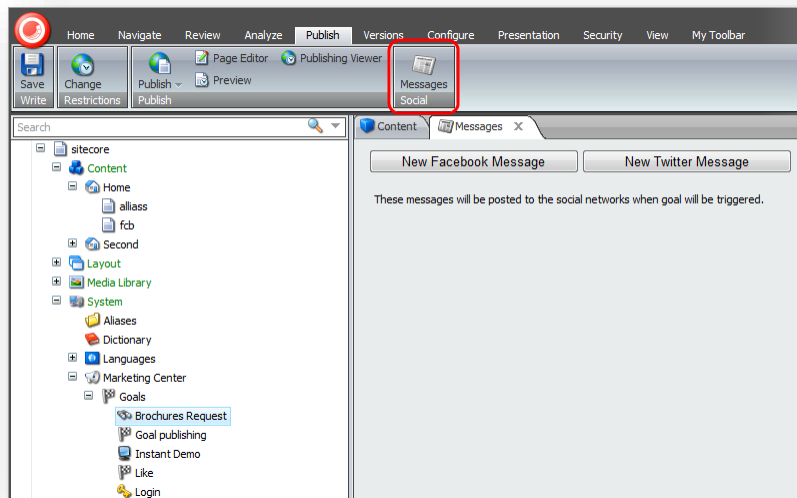 Home Navigate Review Analyze Publish Versions Configure Presentation Security View My Toolbar
Save Change Publish Page Editor Publishing Viewer Preview Messages
Write Restrictions Publish Social
Search
Content Messages X
New Facebook Message New Twitter Message
These messages will be posted to the social networks when goal will be triggered.
sitecore
Content
Home
alliass
fcb
Second
Layout
Media Library
System
Aliases
Dictionary
Languages
Marketing Center
Goals
Brochures Request
Goal publishing
Instant Demo
Like
Login